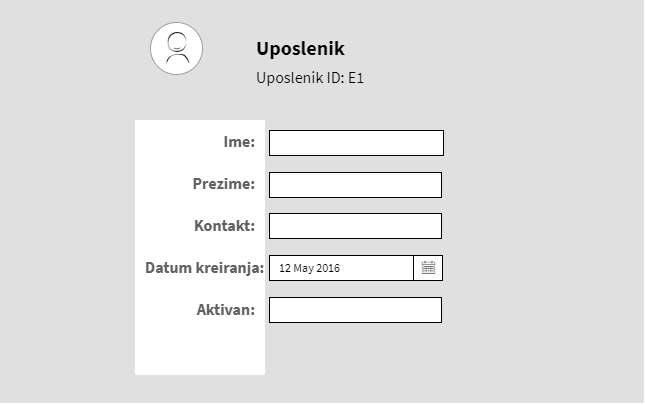 Uposlenik
Uposlenik ID: E1
Ime:
Prezime:
Kontakt:
Datum kreiranja: 12 May 2016
Aktivan: